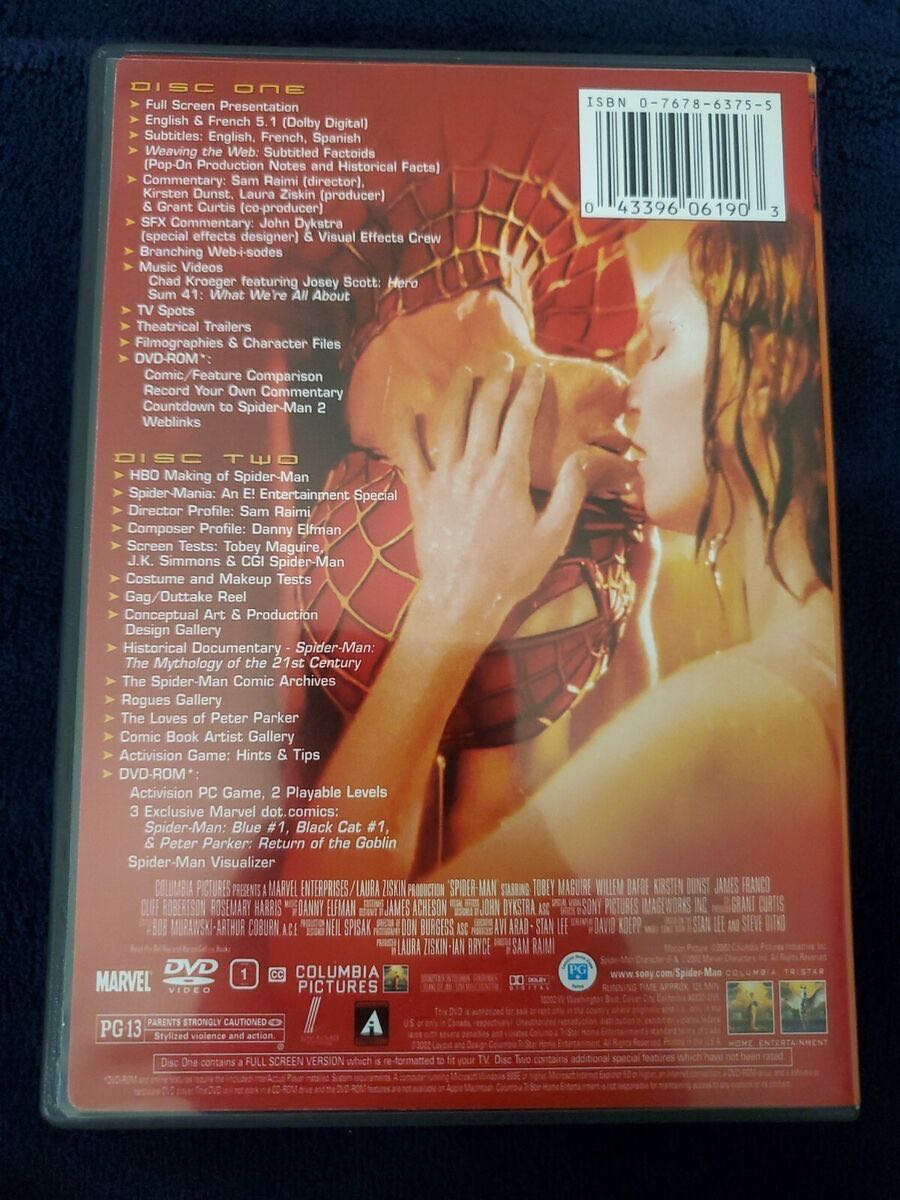 DISC ONE
➤ Full Screen Presentation
➤ English & French 5.1 (Dolby Digital)
➤ Subtitles: English, French, Spanish
➤ Weaving the Web: Subtitled Factoids
(Pop-On Production Notes and Historical Facts)
➤ Commentary: Sam Raimi (director),
Kirsten Dunst, Laura Ziskin (producer)
& Grant Curtis (co-producer)
➤ SFX Commentary: John Dykstra
(special effects designer) & Visual Effects Crew
➤ Branching Web-i-sodes
➤ Music Videos
Chad Kroeger featuring Josey Scott: Hero
Sum 41: What We're All About
➤ TV Spots
➤ Theatrical Trailers
➤ Filmographies & Character Files
➤ DVD-ROM*:
Comic/Feature Comparison
Record Your Own Commentary
Countdown to Spider-Man 2
Weblinks
ISBN 0-7678-6375-5
0 43396 06190 3
DISC TWO
➤ HBO Making of Spider-Man
➤ Spider-Mania: An E! Entertainment Special
➤ Director Profile: Sam Raimi
➤ Composer Profile: Danny Elfman
➤ Screen Tests: Tobey Maguire,
J.K. Simmons & CGI Spider-Man
➤ Costume and Makeup Tests
➤ Gag/Outtake Reel
➤ Conceptual Art & Production
Design Gallery
➤ Historical Documentary - Spider-Man:
The Mythology of the 21st Century
➤ The Spider-Man Comic Archives
➤ Rogues Gallery
➤ The Loves of Peter Parker
➤ Comic Book Artist Gallery
➤ Activision Game: Hints & Tips
➤ DVD-ROM*:
Activision PC Game, 2 Playable Levels
3 Exclusive Marvel dot.comics:
Spider-Man: Blue #1, Black Cat #1,
& Peter Parker: Return of the Goblin
Spider-Man Visualizer
COLUMBIA PICTURES PRESENTS A MARVEL ENTERPRISES/LAURA ZISKIN PRODUCTION 'SPIDER-MAN' STARRING TOBEY MAGUIRE WILLEM DAFOE KIRSTEN DUNST JAMES FRANCO
CLIFF ROBERTSON ROSEMARY HARRIS MUSIC BY DANNY ELFMAN JAMES ACHESON JOHN DYKSTRA ASC SONY PICTURES IMAGEWORKS INC. GRANT CURTIS
BOB MURAWSKI-ARTHUR COBURN A.C.E. NEIL SPISAK DON BURGESS ASC AVI ARAD - STAN LEE DAVID KOEPP STAN LEE AND STEVE DITKO
LAURA ZISKIN-IAN BRYCE SAM RAIMI
MARVEL
DVD VIDEO
1
CC
COLUMBIA PICTURES
DOLBY DIGITAL
PG
www.sony.com/Spider-Man
COLUMBIA TRISTAR
HOME ENTERTAINMENT
RUNNING TIME APPROX. 121 MIN.
PG-13 PARENTS STRONGLY CAUTIONED
Stylized violence and action.
Disc One contains a FULL SCREEN VERSION which is re-formatted to fit your TV. Disc Two contains additional special features which have not been rated.